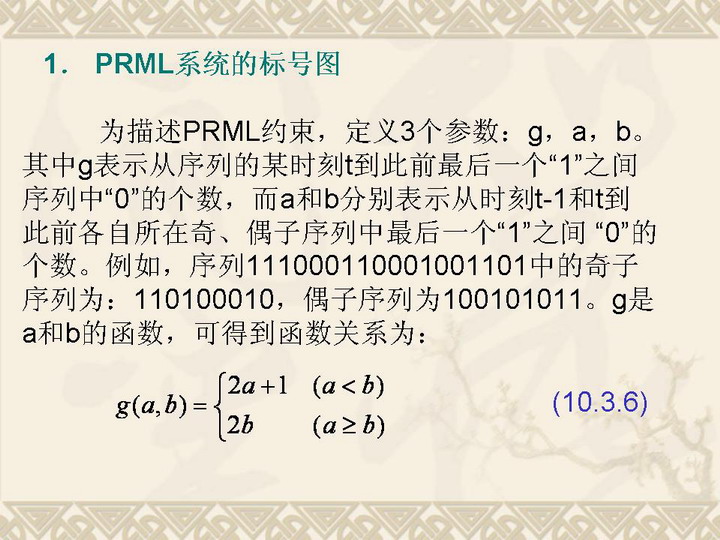 1． PRML系统的标号图
为描述PRML约束，定义3个参数：g，a，b。
其中g表示从序列的某时刻t到此前最后一个“1”之间
序列中“0”的个数，而a和b分别表示从时刻t-1和t到
此前各自所在奇、偶子序列中最后一个“1”之间 “0”的
个数。例如，序列111000110001001101中的奇子
序列为：110100010，偶子序列为100101011。g是
a和b的函数，可得到函数关系为：
g(a,b) = { 2a+1 (a < b)
2b (a ≥ b)
(10.3.6)